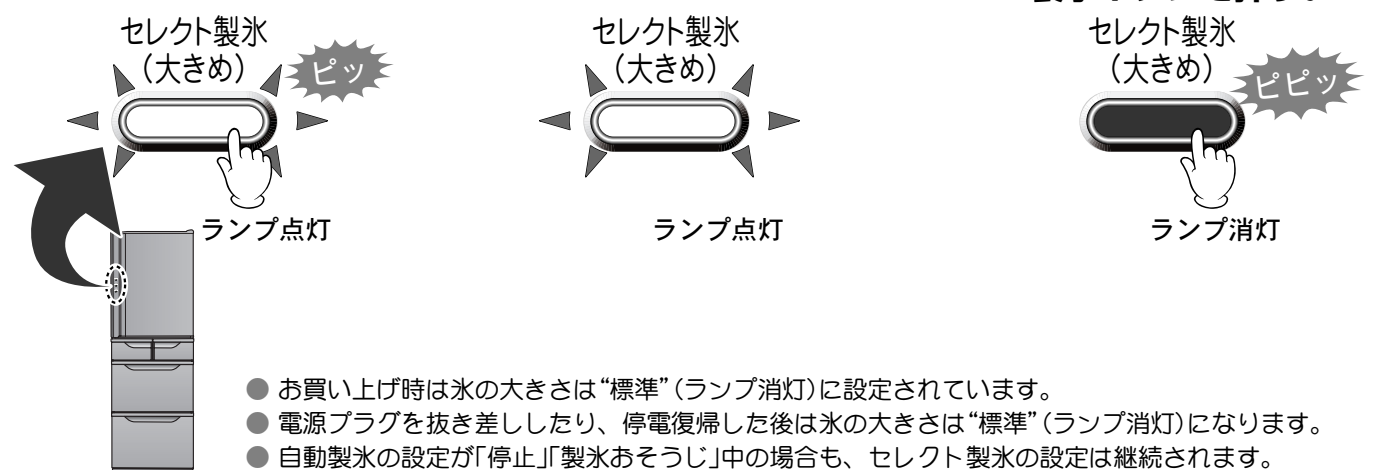 セレクト製氷
（大きめ）
ピッ
ランプ点灯
セレクト製氷
（大きめ）
ランプ点灯
セレクト製氷
（大きめ）
ピピッ
ランプ消灯
● お買い上げ時は氷の大きさは“標準”（ランプ消灯）に設定されています。
● 電源プラグを抜き差ししたり、停電復帰した後は氷の大きさは“標準”（ランプ消灯）になります。
● 自動製氷の設定が「停止」「製氷おそうじ」中の場合も、セレクト製氷の設定は継続されます。